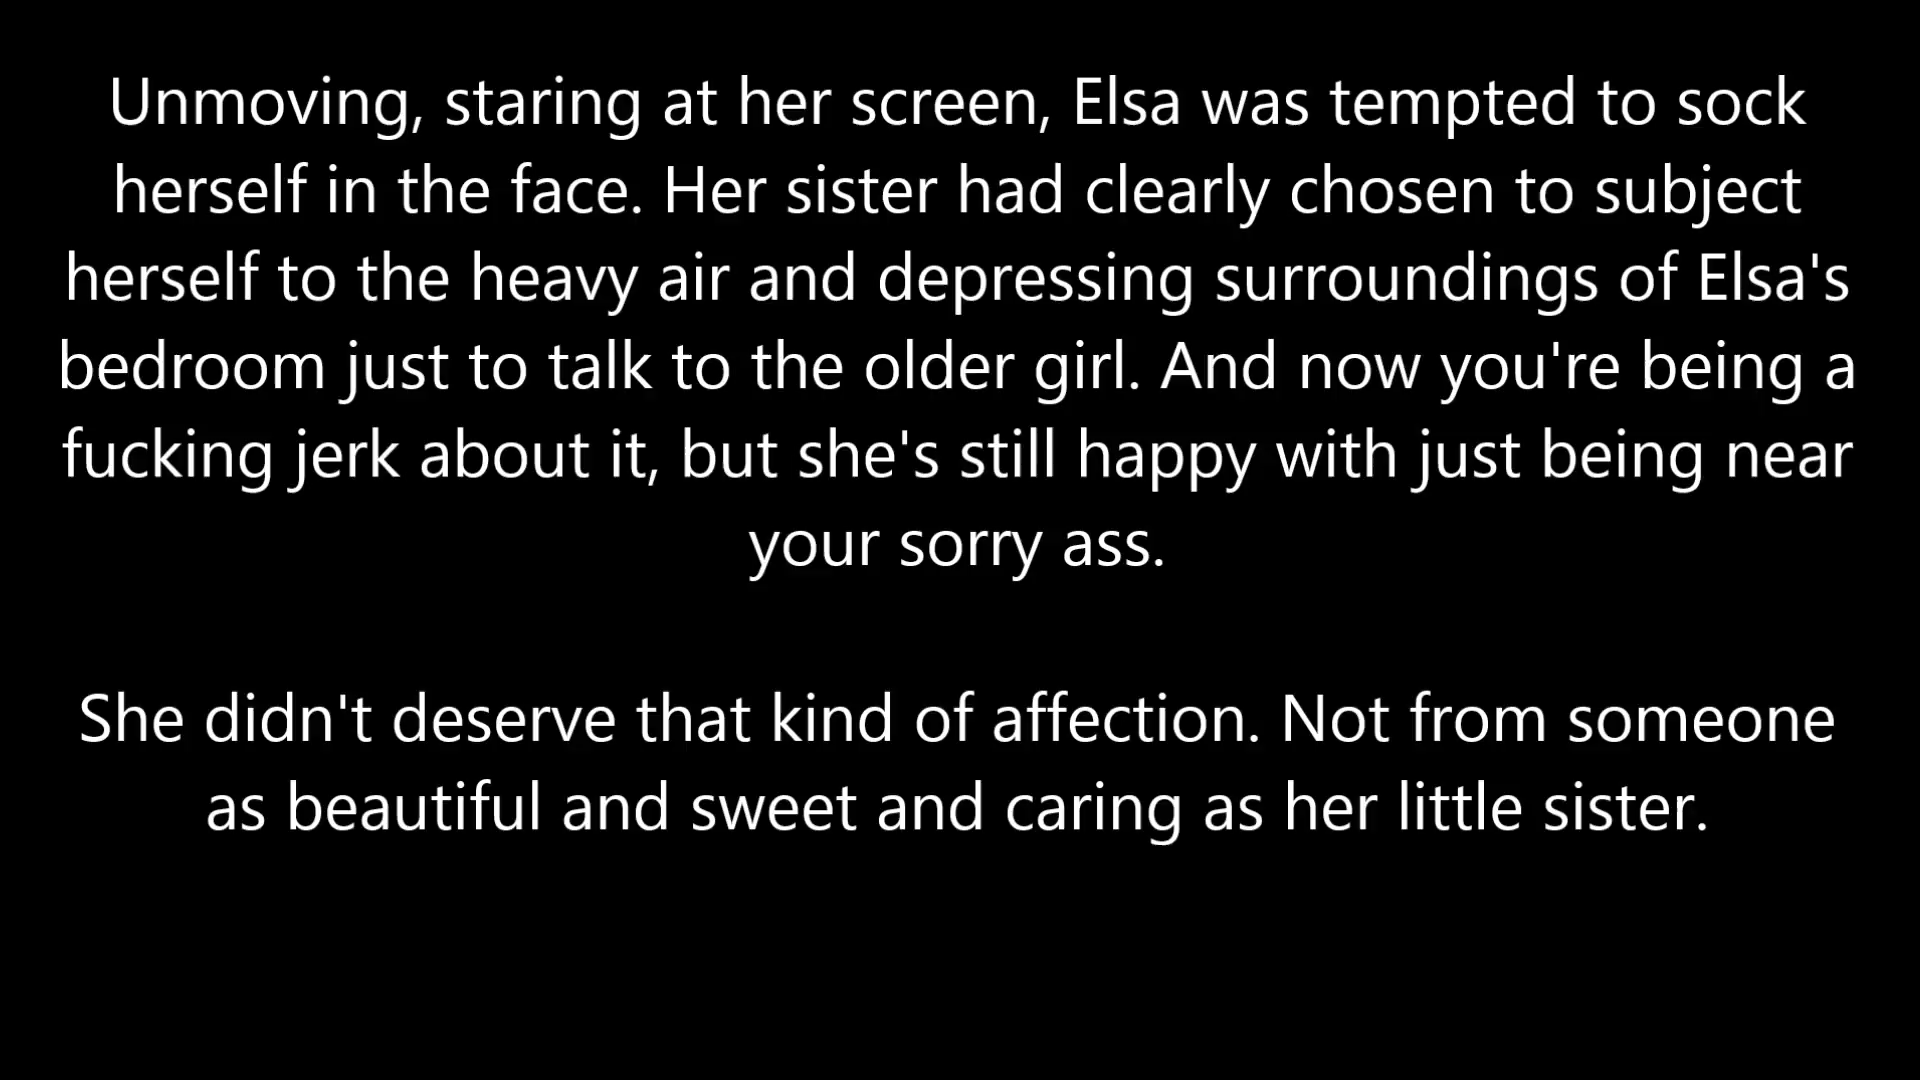 Unmoving, staring at her screen, Elsa was tempted to sock
herself in the face. Her sister had clearly chosen to subject
herself to the heavy air and depressing surroundings of Elsa's
bedroom just to talk to the older girl. And now you're being a
fucking jerk about it, but she's still happy with just being near
your sorry ass.
She didn't deserve that kind of affection. Not from someone
as beautiful and sweet and caring as her little sister.